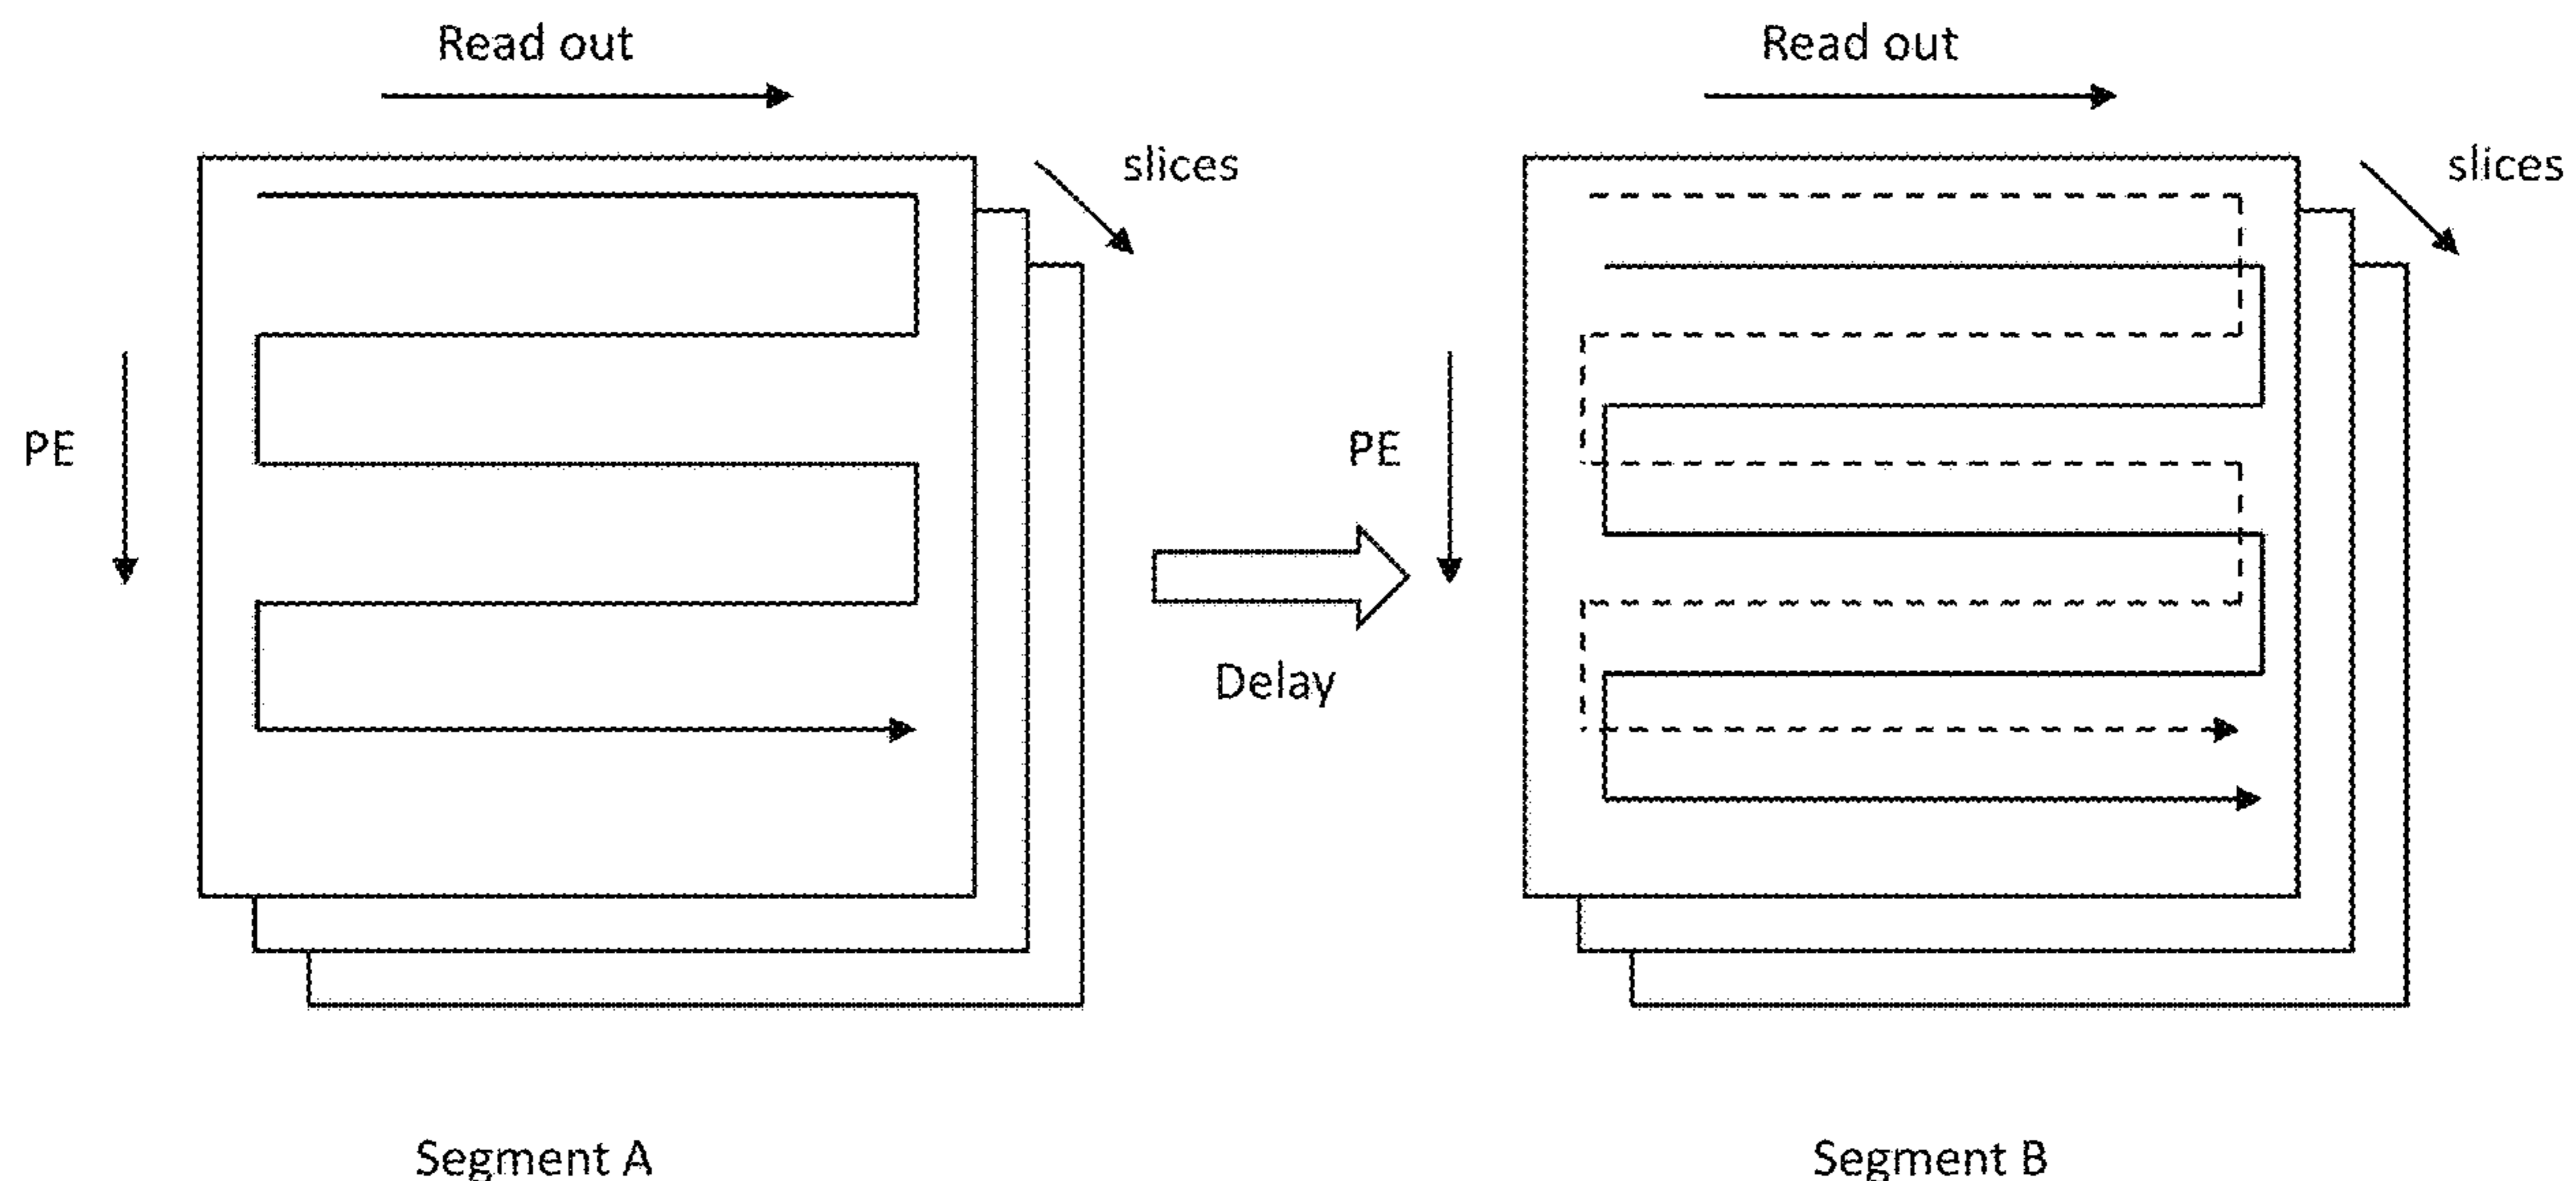 Read out
Read out
slices
slices
PE
PE
Delay
Segment A
Segment B